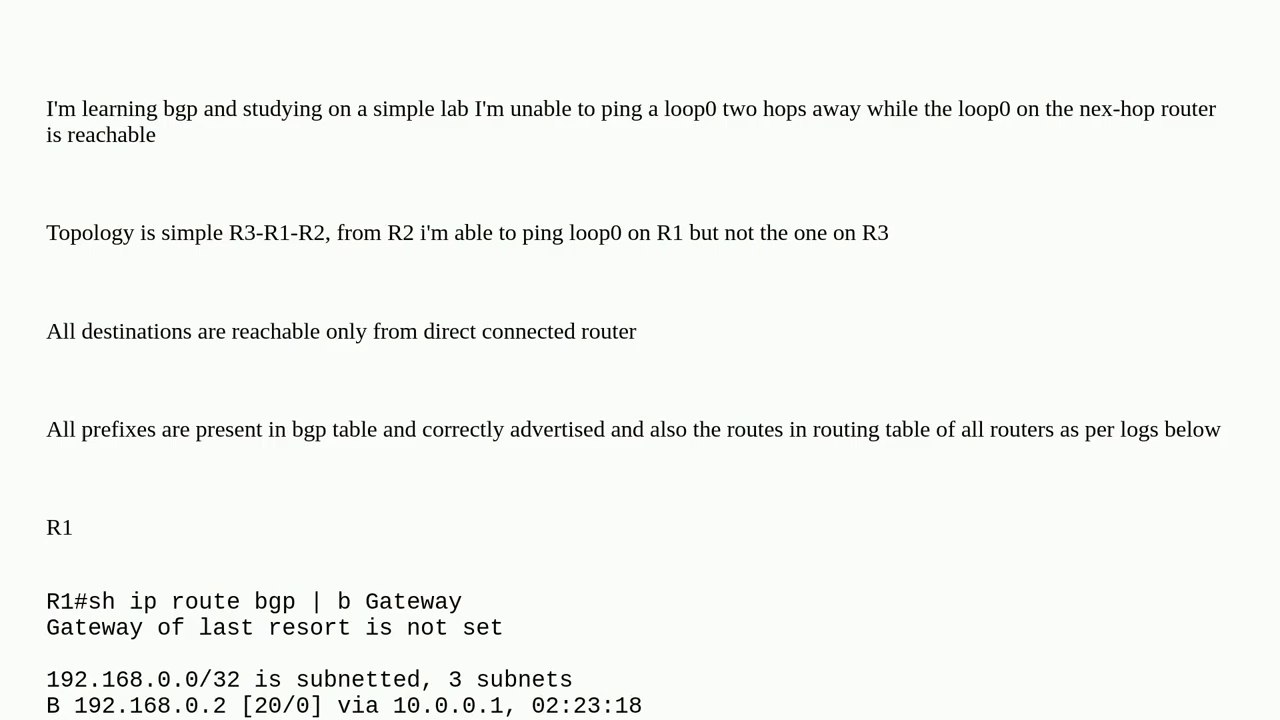 I'm learning bgp and studying on a simple lab I'm unable to ping a loop0 two hops away while the loop0 on the nex-hop router
is reachable
Topology is simple R3-R1-R2, from R2 i'm able to ping loop0 on R1 but not the one on R3
All destinations are reachable only from direct connected router
All prefixes are present in bgp table and correctly advertised and also the routes in routing table of all routers as per logs below
R1
R1#sh ip route bgp | b Gateway
Gateway of last resort is not set
192.168.0.0/32 is subnetted, 3 subnets
B 192.168.0.2 [20/0] via 10.0.0.1, 02:23:18